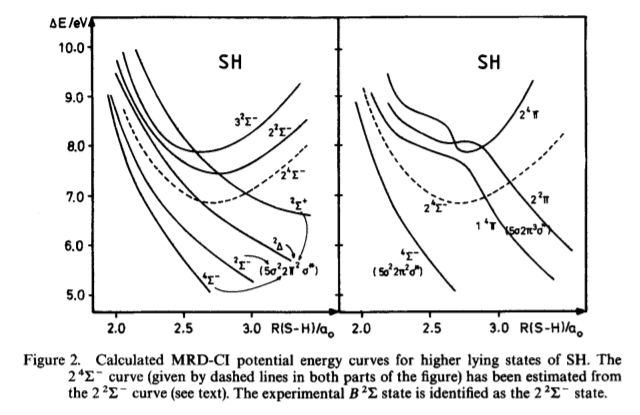 ΔE /eV
10.0
9.0
8.0
7.0
6.0
5.0
SH
3²Σ⁻
2²Σ⁻
2⁴Σ⁻
²Σ⁺
²Δ
²Σ⁻
(5σ²2π²σ*)
⁴Σ⁻
2.0 3.0 R(S-H)/a₀
SH
2⁴π
2⁴Σ⁻
2²π
1⁴π (5σ2π³σ*)
⁴Σ⁻
(5σ²2π²σ*)
2.0 3.0 R(S-H)/a₀
Figure 2. Calculated MRD-CI potential energy curves for higher lying states of SH. The
2⁴Σ⁻ curve (given by dashed lines in both parts of the figure) has been estimated from
the 2²Σ⁻ curve (see text). The experimental B²Σ state is identified as the 2²Σ⁻ state.